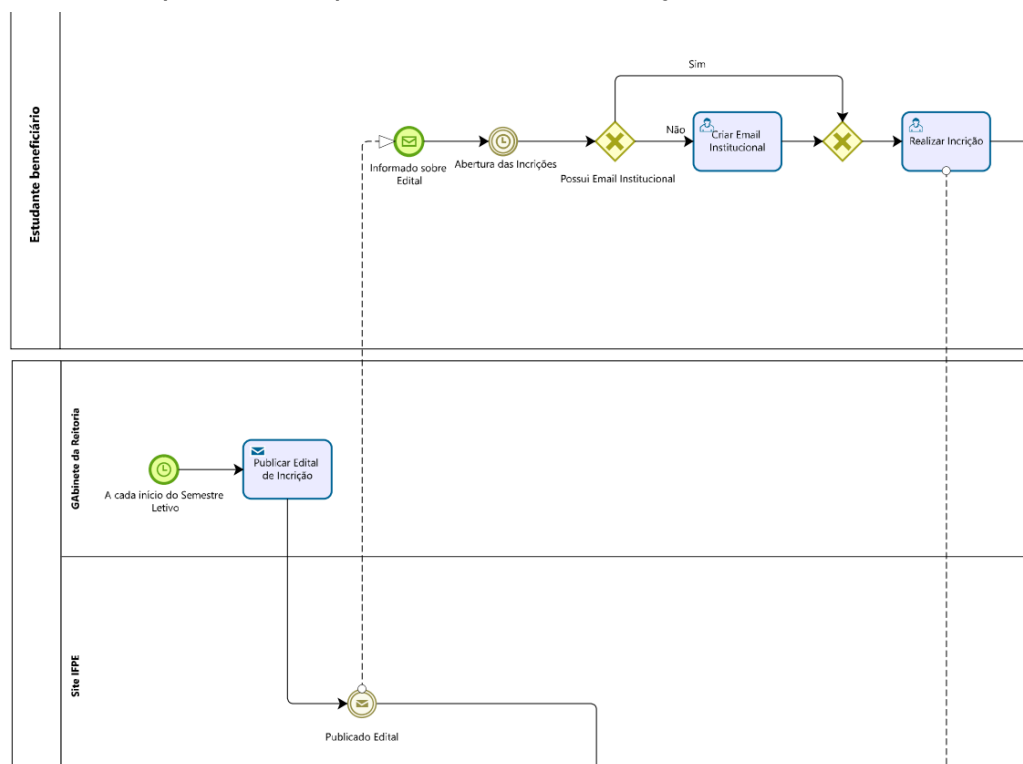 Estudante beneficiário
Sim
Informado sobre
Edital
Abertura das Incrições
Possui Email Institucional
Não
Criar Email
Institucional
Realizar Incrição
GAbinete da Reitoria
A cada inicio do Semestre
Letivo
Publicar Edital
de Incrição
Site IFPE
Publicado Edital